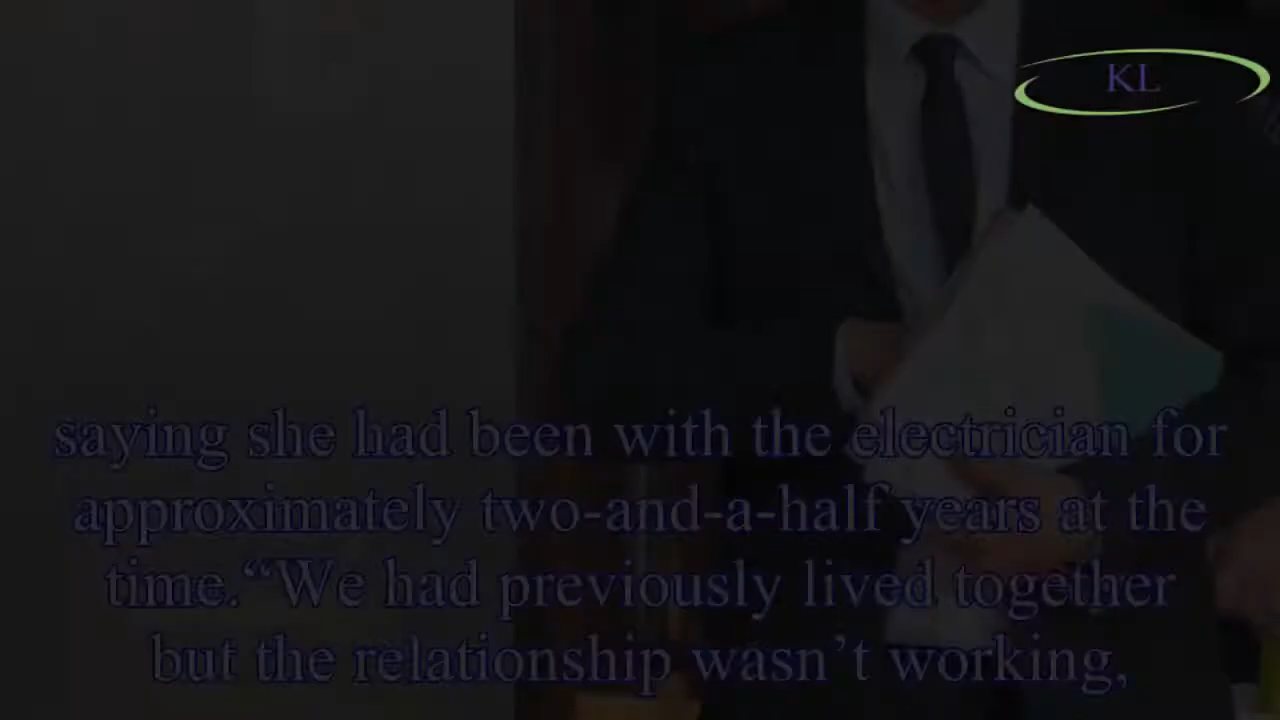 KL
saying she had been with the electrician for
approximately two-and-a-half years at the
time.“We had previously lived together
but the relationship wasn’t working,